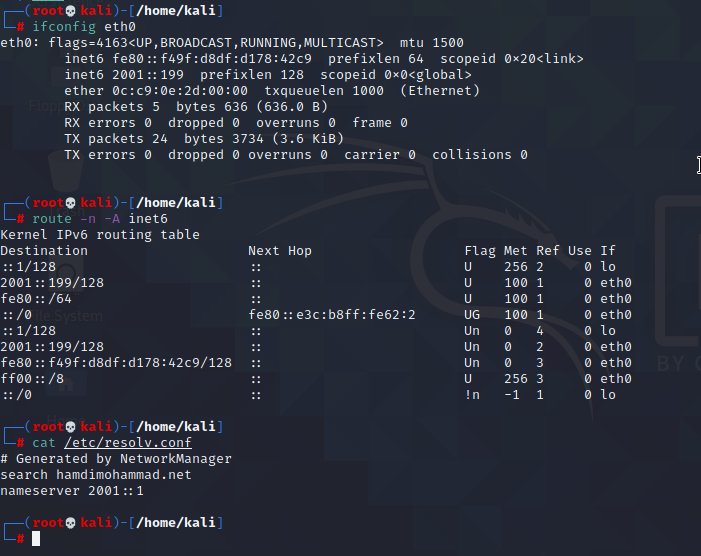 ┌──(root💀kali)-[/home/kali]
└─# ifconfig eth0
eth0: flags=4163<UP,BROADCAST,RUNNING,MULTICAST>  mtu 1500
        inet6 fe80::f49f:d8df:d178:42c9  prefixlen 64  scopeid 0×20<link>
        inet6 2001::199  prefixlen 128  scopeid 0×0<global>
        ether 0c:c9:0e:2d:00:00  txqueuelen 1000  (Ethernet)
        RX packets 5  bytes 636 (636.0 B)
        RX errors 0  dropped 0  overruns 0  frame 0
        TX packets 24  bytes 3734 (3.6 KiB)
        TX errors 0  dropped 0 overruns 0  carrier 0  collisions 0
┌──(root💀kali)-[/home/kali]
└─# route -n -A inet6
Kernel IPv6 routing table
Destination                    Next Hop                   Flag Met Ref Use If
::1/128                        ::                         U    256 2     0 lo
2001::199/128                  ::                         U    100 1     0 eth0
fe80::/64                      ::                         U    100 1     0 eth0
::/0                           fe80::e3c:b8ff:fe62:2      UG   100 1     0 eth0
::1/128                        ::                         Un   0   4     0 lo
2001::199/128                  ::                         Un   0   2     0 eth0
fe80::f49f:d8df:d178:42c9/128  ::                         Un   0   3     0 eth0
ff00::/8                       ::                         U    256 3     0 eth0
::/0                           ::                         !n   -1  1     0 lo
┌──(root💀kali)-[/home/kali]
└─# cat /etc/resolv.conf
# Generated by NetworkManager
search hamdimohammad.net
nameserver 2001::1
┌──(root💀kali)-[/home/kali]
└─#